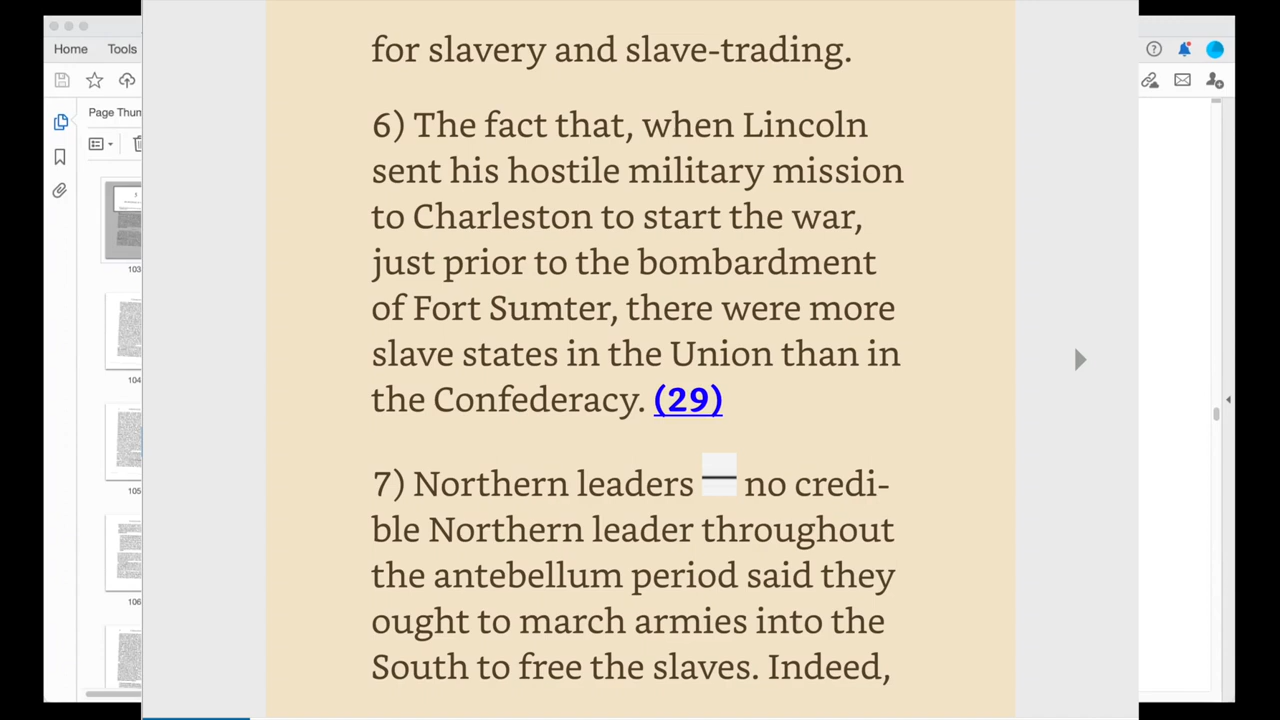 Home Tools
Page Thum
for slavery and slave-trading.
6) The fact that, when Lincoln
sent his hostile military mission
to Charleston to start the war,
just prior to the bombardment
of Fort Sumter, there were more
slave states in the Union than in
the Confederacy. (29)
7) Northern leaders — no credi-
ble Northern leader throughout
the antebellum period said they
ought to march armies into the
South to free the slaves. Indeed,
103
104
105
106